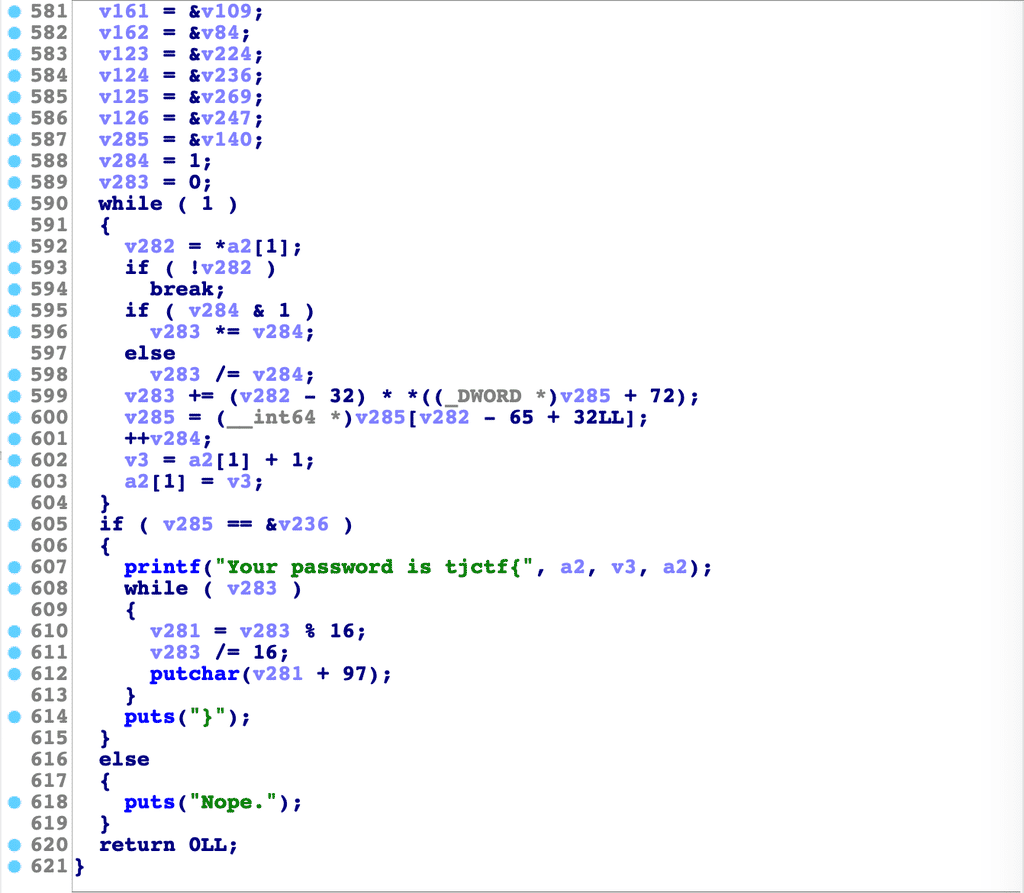 581 v161 = &v109;
582 v162 = &v84;
583 v123 = &v224;
584 v124 = &v236;
585 v125 = &v269;
586 v126 = &v247;
587 v285 = &v140;
588 v284 = 1;
589 v283 = 0;
590 while ( 1 )
591 {
592 v282 = *a2[1];
593 if ( !v282 )
594 break;
595 if ( v284 & 1 )
596 v283 *= v284;
597 else
598 v283 /= v284;
599 v283 += (v282 - 32) * *((_DWORD *)v285 + 72);
600 v285 = (__int64 *)v285[v282 - 65 + 32LL];
601 ++v284;
602 v3 = a2[1] + 1;
603 a2[1] = v3;
604 }
605 if ( v285 == &v236 )
606 {
607 printf("Your password is tjctf{", a2, v3, a2);
608 while ( v283 )
609 {
610 v281 = v283 % 16;
611 v283 /= 16;
612 putchar(v281 + 97);
613 }
614 puts("}");
615 }
616 else
617 {
618 puts("Nope.");
619 }
620 return 0LL;
621 }